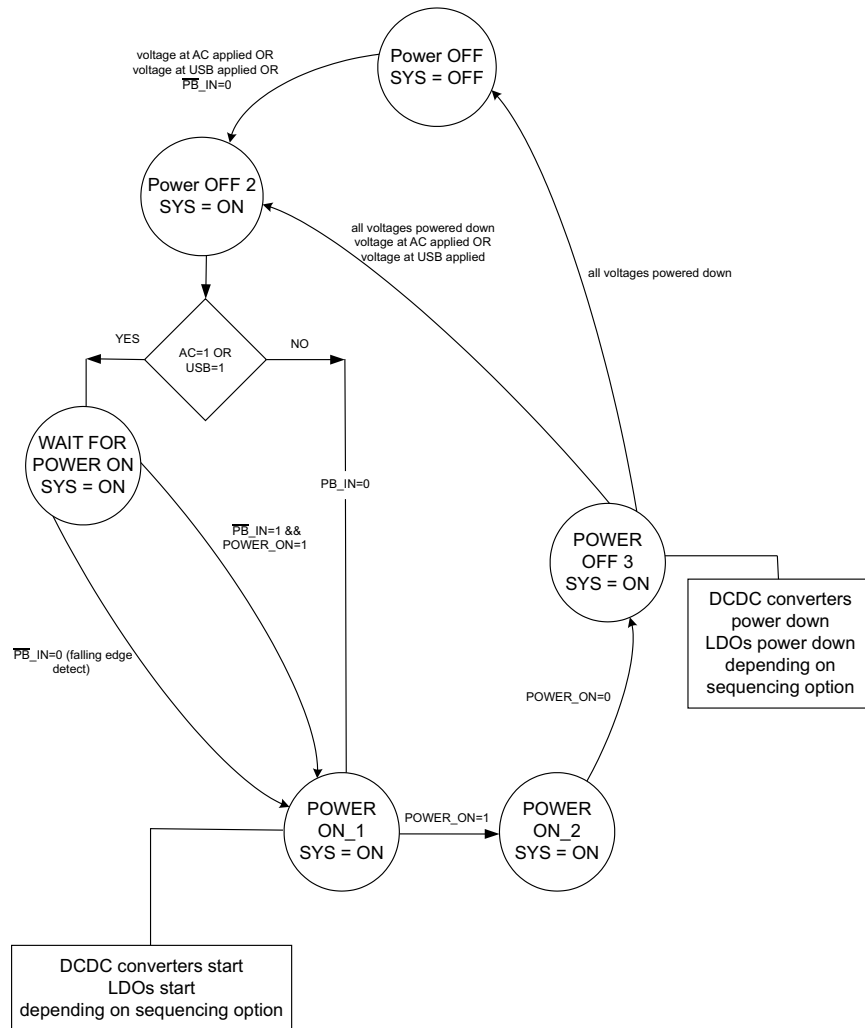 Power OFF
SYS = OFF
voltage at AC applied OR
voltage at USB applied OR
P̅B̅_IN=0
Power OFF 2
SYS = ON
all voltages powered down
voltage at AC applied OR
voltage at USB applied
all voltages powered down
YES
AC=1 OR
USB=1
NO
WAIT FOR
POWER ON
SYS = ON
PB_IN=0
P̅B̅_IN=1 &&
POWER_ON=1
POWER
OFF 3
SYS = ON
DCDC converters
power down
LDOs power down
depending on
sequencing option
P̅B̅_IN=0 (falling edge
detect)
POWER_ON=0
POWER
ON_1
SYS = ON
POWER_ON=1
POWER
ON_2
SYS = ON
DCDC converters start
LDOs start
depending on sequencing option